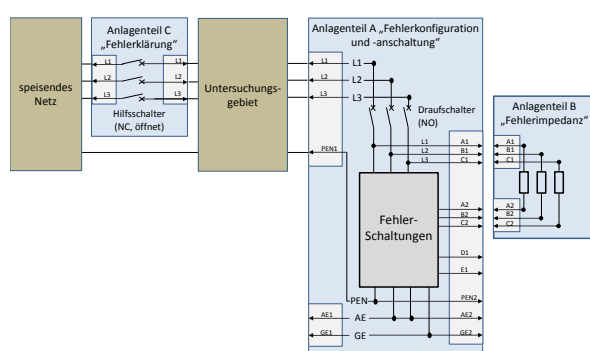 Anlagenteil C
„Fehlerklärung“
Anlagenteil A „Fehlerkonfiguration
und -anschaltung“
speisendes
Netz
L1
L2
L3
L1
L2
L3
Hilfsschalter
(NC, öffnet)
Untersuchungs-
gebiet
L1
L2
L3
PEN1
L1
L2
L3
Draufschalter
(NO)
L1
L2
L3
A1
B1
C1
Anlagenteil B
„Fehlerimpedanz“
A1
B1
C1
A2
B2
C2
A2
B2
C2
Fehler-
Schaltungen
D1
E1
PEN
PEN2
AE1
AE
AE2
GE1
GE
GE2